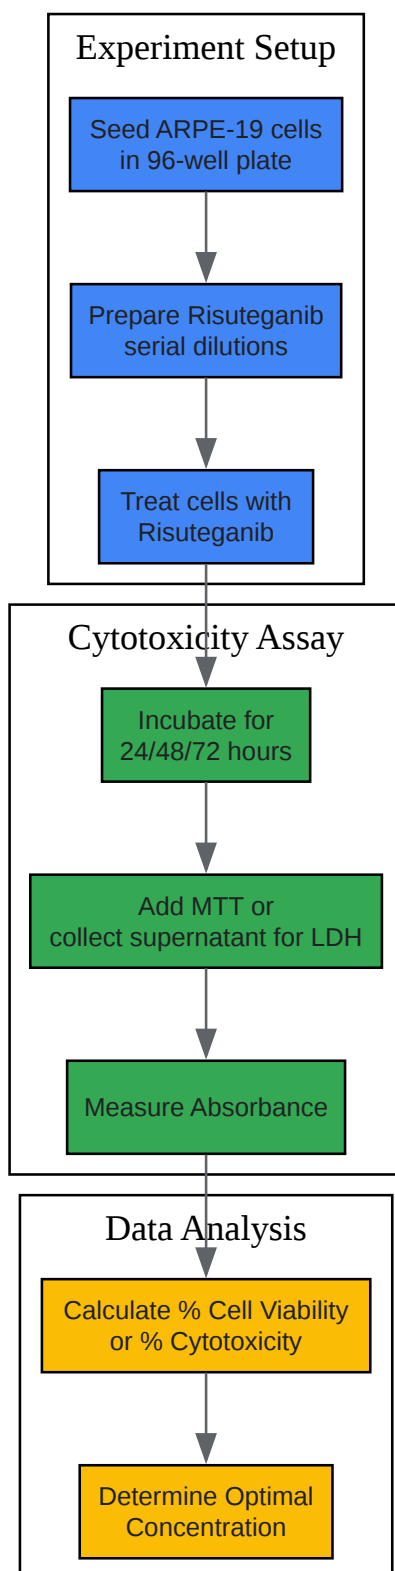 Experiment Setup
Seed ARPE-19 cells
in 96-well plate
Prepare Risuteganib
serial dilutions
Treat cells with
Risuteganib
Cytotoxicity Assay
Incubate for
24/48/72 hours
Add MTT or
collect supernatant for LDH
Measure Absorbance
Data Analysis
Calculate % Cell Viability
or % Cytotoxicity
Determine Optimal
Concentration